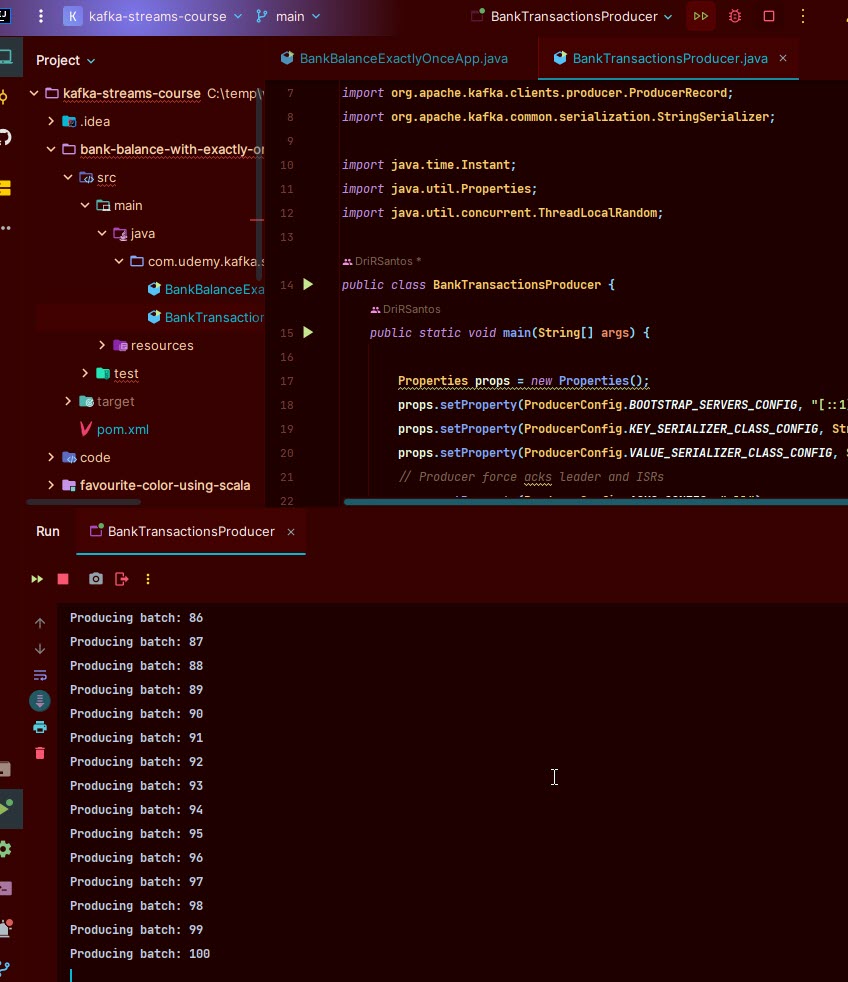 K kafka-streams-course main BankTransactionsProducer
Project
BankBalanceExactlyOnceApp.java BankTransactionsProducer.java
kafka-streams-course C:\temp\
.idea
bank-balance-with-exactly-o
src
main
java
com.udemy.kafka.s
BankBalanceExa
BankTransaction
resources
test
target
pom.xml
code
favourite-color-using-scala
7 import org.apache.kafka.clients.producer.ProducerRecord;
8 import org.apache.kafka.common.serialization.StringSerializer;
9
10 import java.time.Instant;
11 import java.util.Properties;
12 import java.util.concurrent.ThreadLocalRandom;
13
DriRSantos *
14 public class BankTransactionsProducer {
DriRSantos
15 public static void main(String[] args) {
16
17 Properties props = new Properties();
18 props.setProperty(ProducerConfig.BOOTSTRAP_SERVERS_CONFIG, "[::1]
19 props.setProperty(ProducerConfig.KEY_SERIALIZER_CLASS_CONFIG, Str
20 props.setProperty(ProducerConfig.VALUE_SERIALIZER_CLASS_CONFIG, S
21 // Producer force acks leader and ISRs
22
Run BankTransactionsProducer
Producing batch: 86
Producing batch: 87
Producing batch: 88
Producing batch: 89
Producing batch: 90
Producing batch: 91
Producing batch: 92
Producing batch: 93
Producing batch: 94
Producing batch: 95
Producing batch: 96
Producing batch: 97
Producing batch: 98
Producing batch: 99
Producing batch: 100